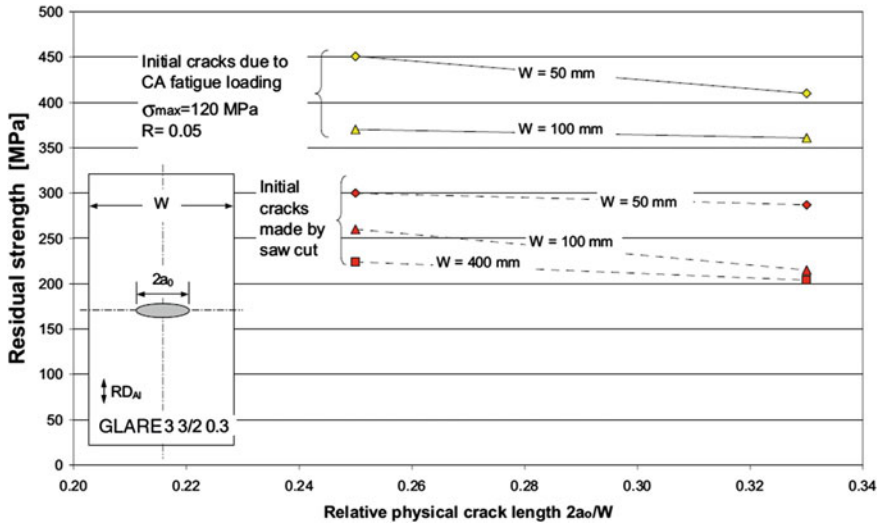 Residual strength [MPa]
500
450
400
350
300
250
200
150
100
50
0
Initial cracks due to
CA fatigue loading
σmax=120 MPa
R= 0.05
W = 50 mm
W = 100 mm
Initial
cracks
made by
saw cut
W = 50 mm
W = 100 mm
W = 400 mm
W
2a₀
RDAl
GLARE 3 3/2 0.3
0.20
0.22
0.24
0.26
0.28
0.30
0.32
0.34
Relative physical crack length 2a₀/W